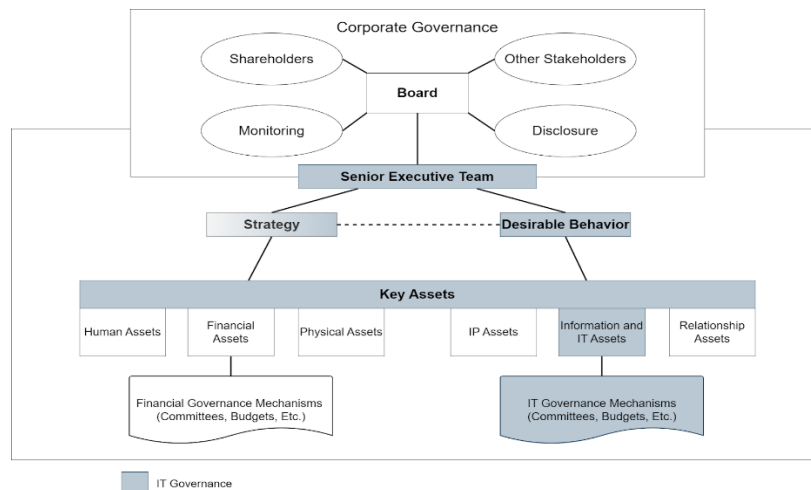 Corporate Governance
Shareholders
Other Stakeholders
Board
Monitoring
Disclosure
Senior Executive Team
Strategy
Desirable Behavior
Key Assets
Human Assets
Financial
Assets
Physical Assets
IP Assets
Information and
IT Assets
Relationship
Assets
Financial Governance Mechanisms
(Committees, Budgets, Etc.)
IT Governance Mechanisms
(Committees, Budgets, Etc.)
IT Governance